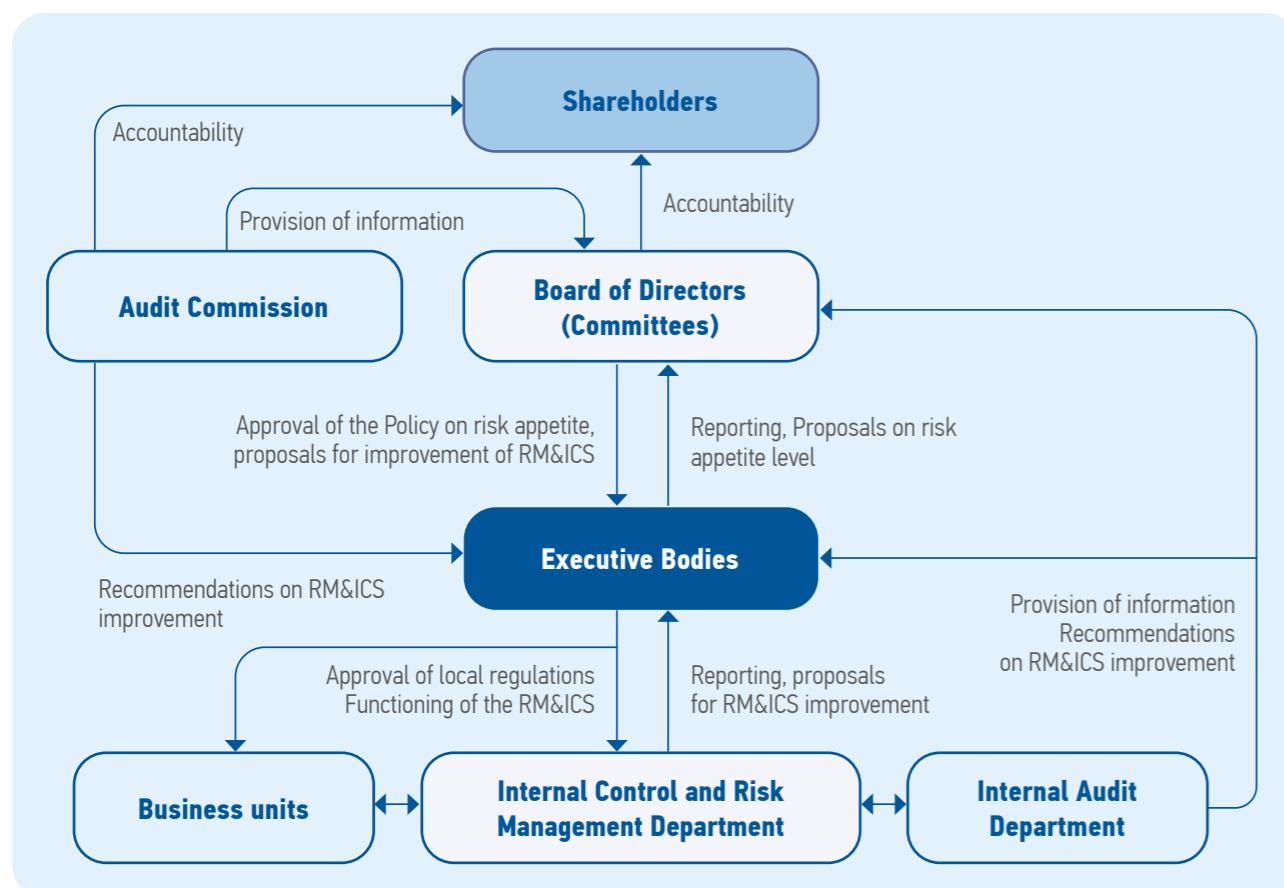 Shareholders
Accountability
Accountability
Provision of information
Audit Commission
Board of Directors
(Committees)
Approval of the Policy on risk appetite,
proposals for improvement of RM&ICS
Reporting, Proposals on risk
appetite level
Executive Bodies
Recommendations on RM&ICS
improvement
Provision of information
Recommendations
on RM&ICS improvement
Approval of local regulations
Functioning of the RM&ICS
Reporting, proposals
for RM&ICS improvement
Business units
Internal Control and Risk
Management Department
Internal Audit
Department